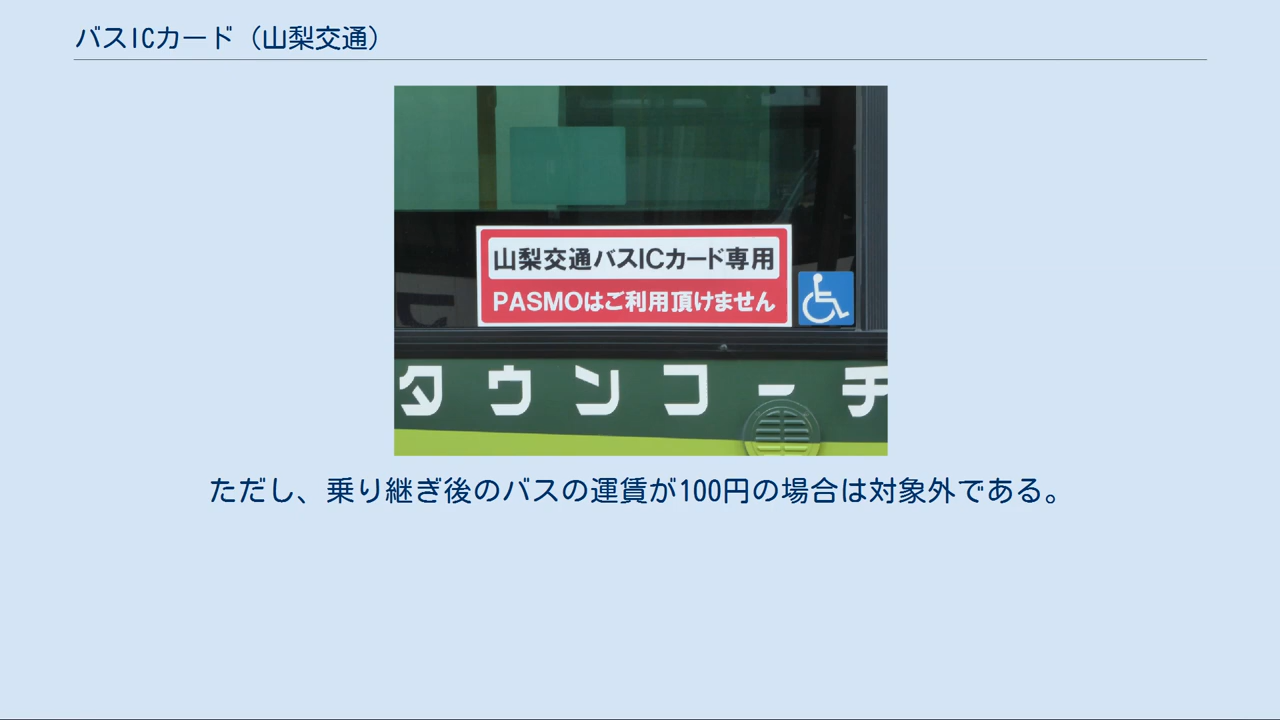 バスICカード（山梨交通）
山梨交通バスICカード専用
PASMOはご利用頂けません
タウンコーチ
ただし、乗り継ぎ後のバスの運賃が100円の場合は対象外である。